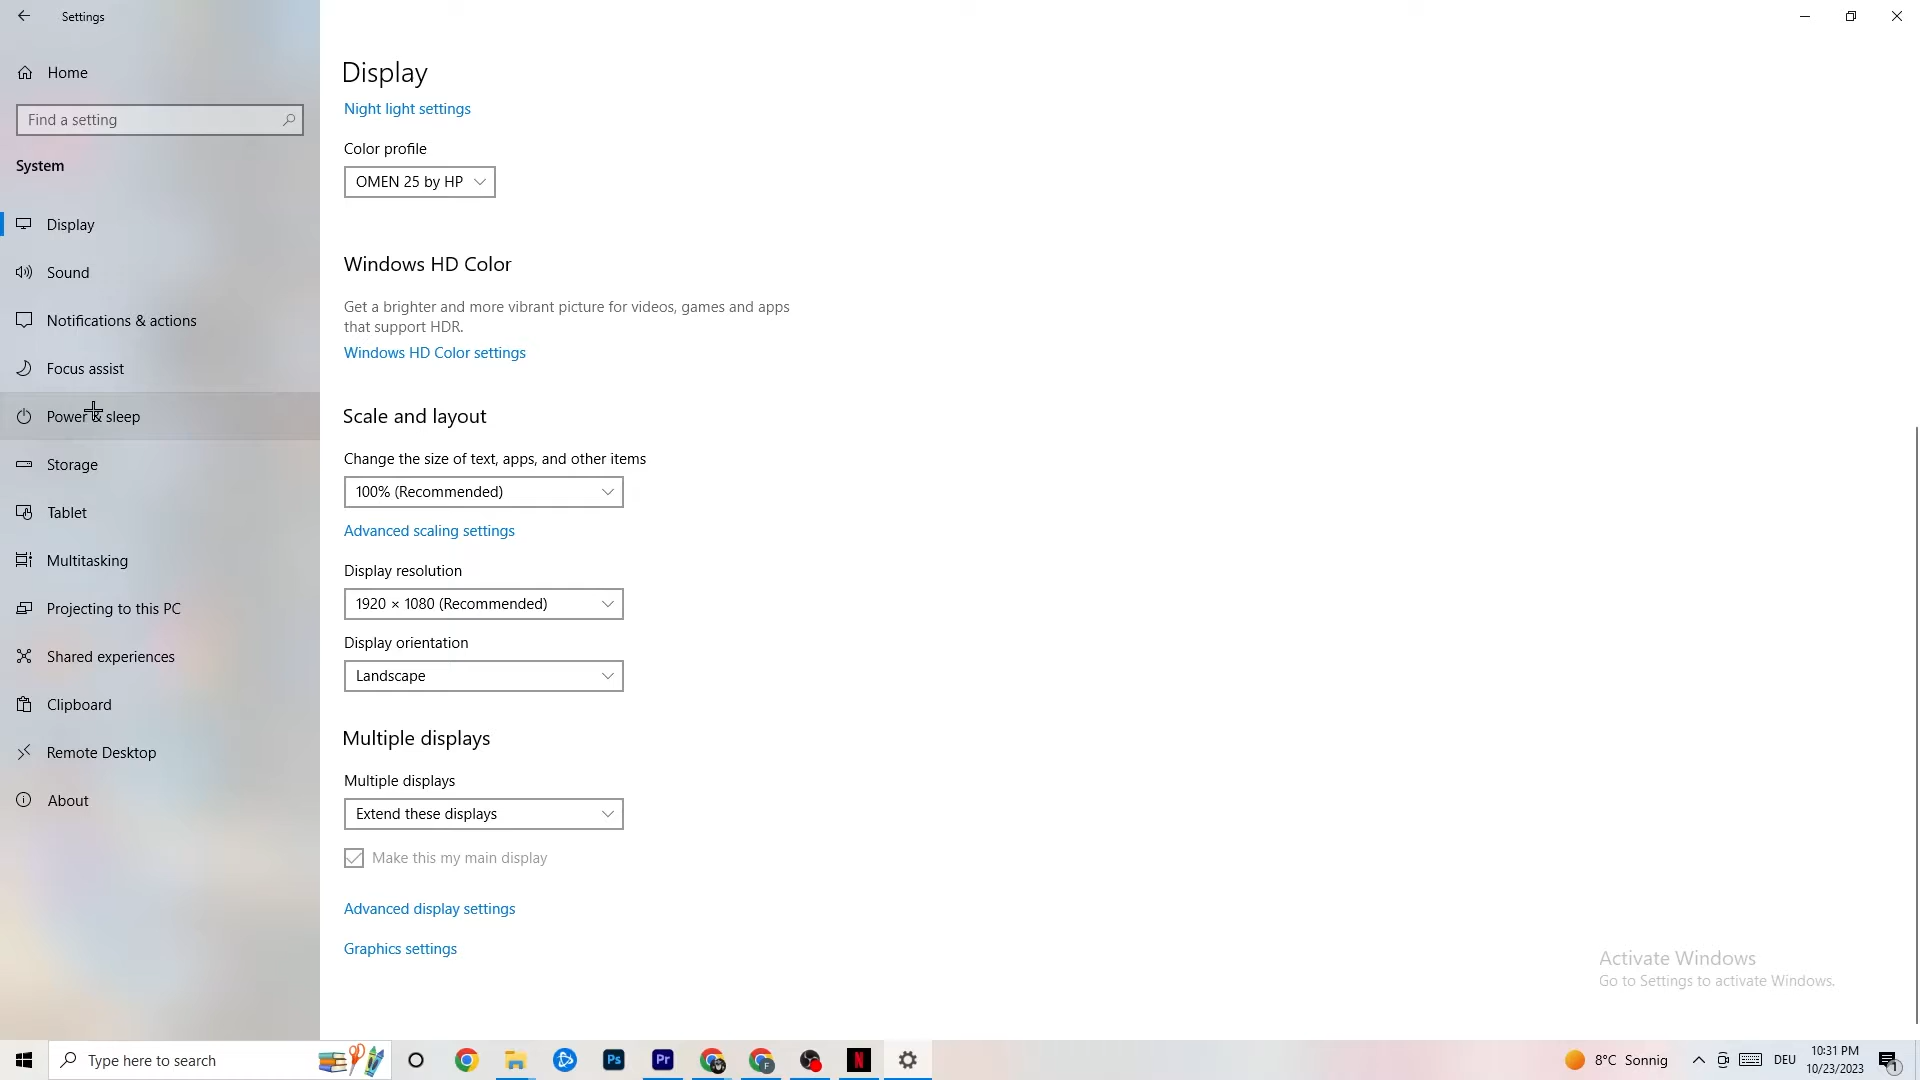 Settings
Home
Find a setting
System
Display
Sound
Notifications & actions
Focus assist
Power & sleep
Storage
Tablet
Multitasking
Projecting to this PC
Shared experiences
Clipboard
Remote Desktop
About
Display
Night light settings
Color profile
OMEN 25 by HP
Windows HD Color
Get a brighter and more vibrant picture for videos, games and apps
that support HDR.
Windows HD Color settings
Scale and layout
Change the size of text, apps, and other items
100% (Recommended)
Advanced scaling settings
Display resolution
1920 × 1080 (Recommended)
Display orientation
Landscape
Multiple displays
Multiple displays
Extend these displays
Make this my main display
Advanced display settings
Graphics settings
Activate Windows
Go to Settings to activate Windows.
Type here to search
Ps
Pr
F
N
8°C Sonnig
DEU
10:31 PM
10/23/2023
1